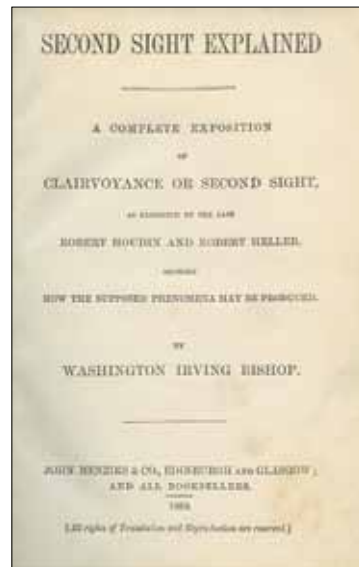 SECOND SIGHT EXPLAINED
A COMPLETE EXPOSITION
OF
CLAIRVOYANCE OR SECOND SIGHT,
AS EXHIBITED BY THE LATE
ROBERT HOUDIN AND ROBERT HELLER.
SHOWING
HOW THE SUPPOSED PHENOMENA MAY BE PRODUCED.
BY
WASHINGTON IRVING BISHOP.
JOHN MENZIES & CO., EDINBURGH AND GLASGOW;
AND ALL BOOKSELLERS.
[All rights of Translation and Reproduction are reserved.]